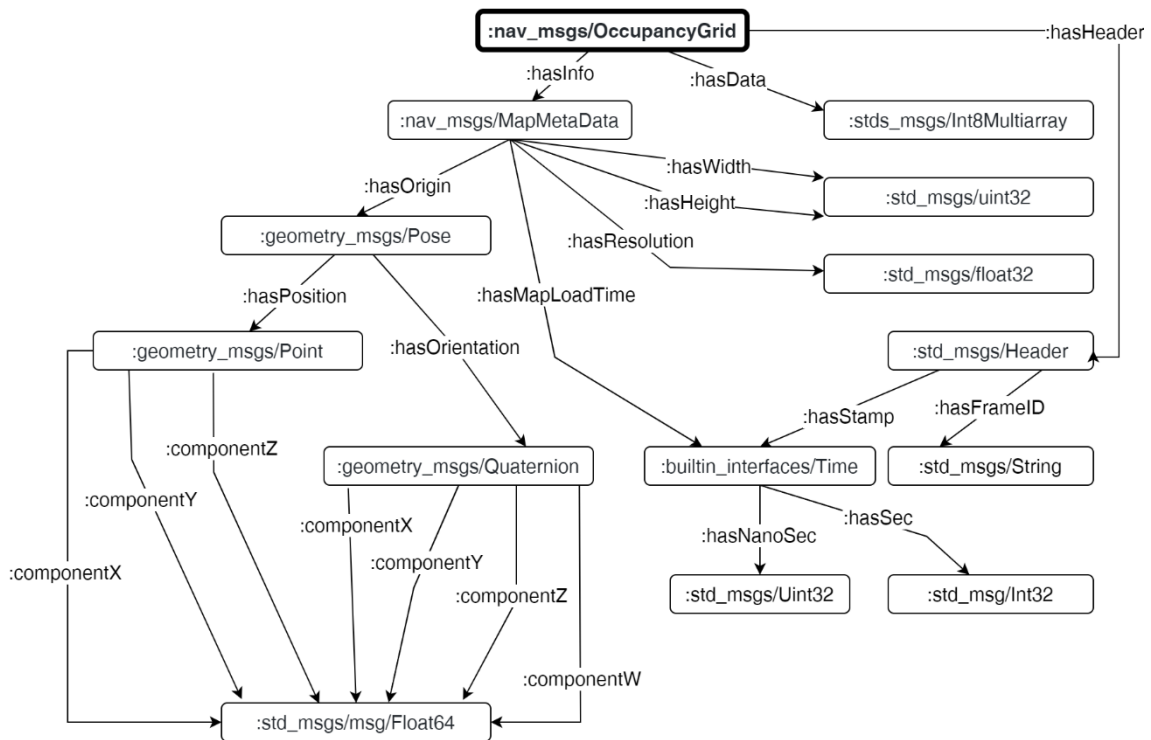 :nav_msgs/OccupancyGrid
:hasHeader
:hasInfo
:hasData
:nav_msgs/MapMetaData
:stds_msgs/Int8Multiarray
:hasWidth
:hasOrigin
:std_msgs/uint32
:hasHeight
:geometry_msgs/Pose
:hasResolution
:std_msgs/float32
:hasPosition
:hasMapLoadTime
:geometry_msgs/Point
:hasOrientation
:std_msgs/Header
:hasStamp
:hasFrameID
:componentZ
:geometry_msgs/Quaternion
:builtin_interfaces/Time
:std_msgs/String
:componentY
:componentX
:hasSec
:hasNanoSec
:componentY
:componentX
:componentZ
:std_msgs/Uint32
:std_msg/Int32
:componentW
:std_msgs/msg/Float64